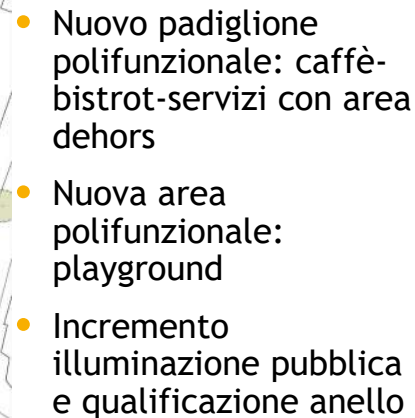 • Nuovo padiglione
polifunzionale: caffè-
bistrot-servizi con area
dehors
• Nuova area
polifunzionale:
playground
• Incremento
illuminazione pubblica
e qualificazione anello